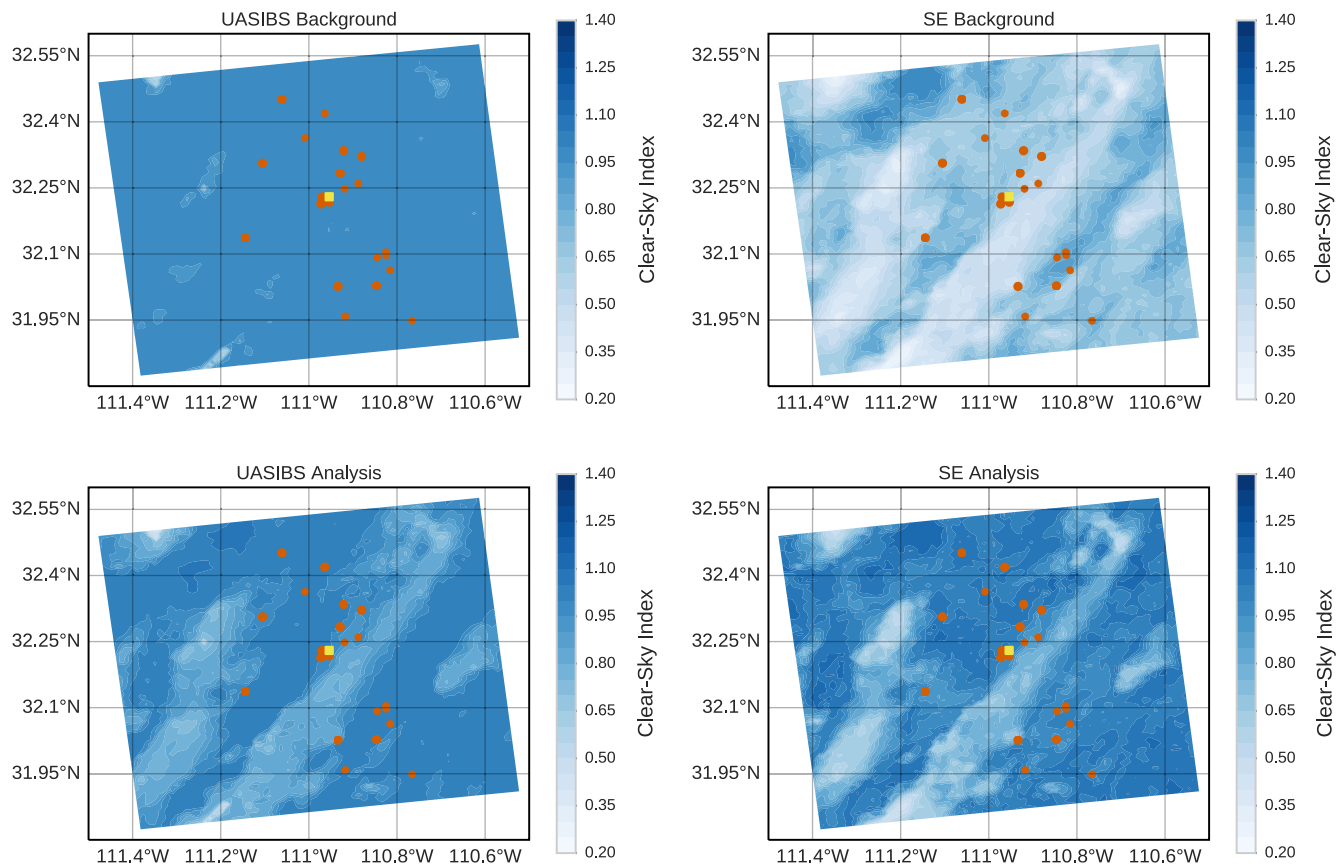 UASIBS Background
32.55°N
32.4°N
32.25°N
32.1°N
31.95°N
111.4°W 111.2°W 111°W 110.8°W 110.6°W
1.40
1.25
1.10
0.95
0.80
0.65
0.50
0.35
0.20
Clear-Sky Index
SE Background
32.55°N
32.4°N
32.25°N
32.1°N
31.95°N
111.4°W 111.2°W 111°W 110.8°W 110.6°W
1.40
1.25
1.10
0.95
0.80
0.65
0.50
0.35
0.20
Clear-Sky Index
UASIBS Analysis
32.55°N
32.4°N
32.25°N
32.1°N
31.95°N
111.4°W 111.2°W 111°W 110.8°W 110.6°W
1.40
1.25
1.10
0.95
0.80
0.65
0.50
0.35
0.20
Clear-Sky Index
SE Analysis
32.55°N
32.4°N
32.25°N
32.1°N
31.95°N
111.4°W 111.2°W 111°W 110.8°W 110.6°W
1.40
1.25
1.10
0.95
0.80
0.65
0.50
0.35
0.20
Clear-Sky Index